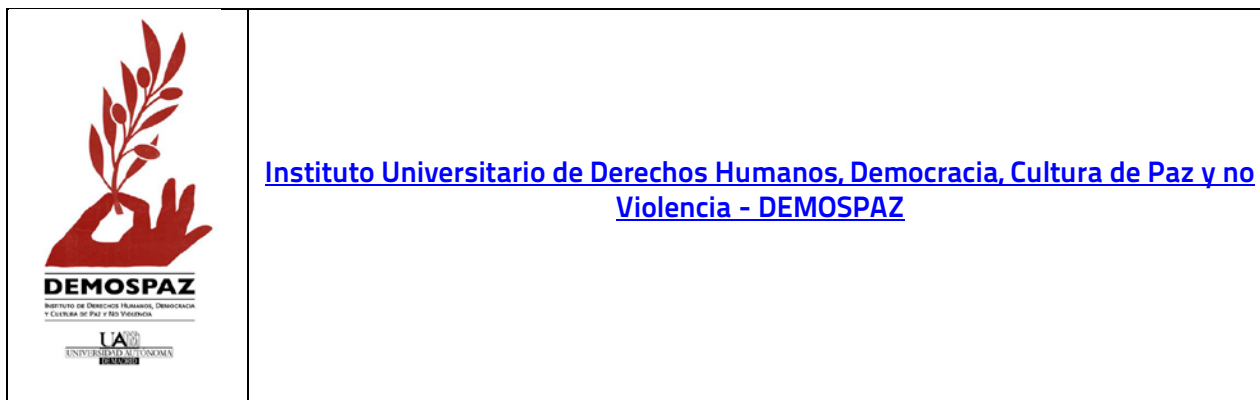 DEMOSPAZ
INSTITUTO DE DERECHOS HUMANOS, DEMOCRACIA
Y CULTURA DE PAZ Y NO VIOLENCIA
UAM
UNIVERSIDAD AUTONOMA
DE MADRID
Instituto Universitario de Derechos Humanos, Democracia, Cultura de Paz y no
Violencia - DEMOSPAZ